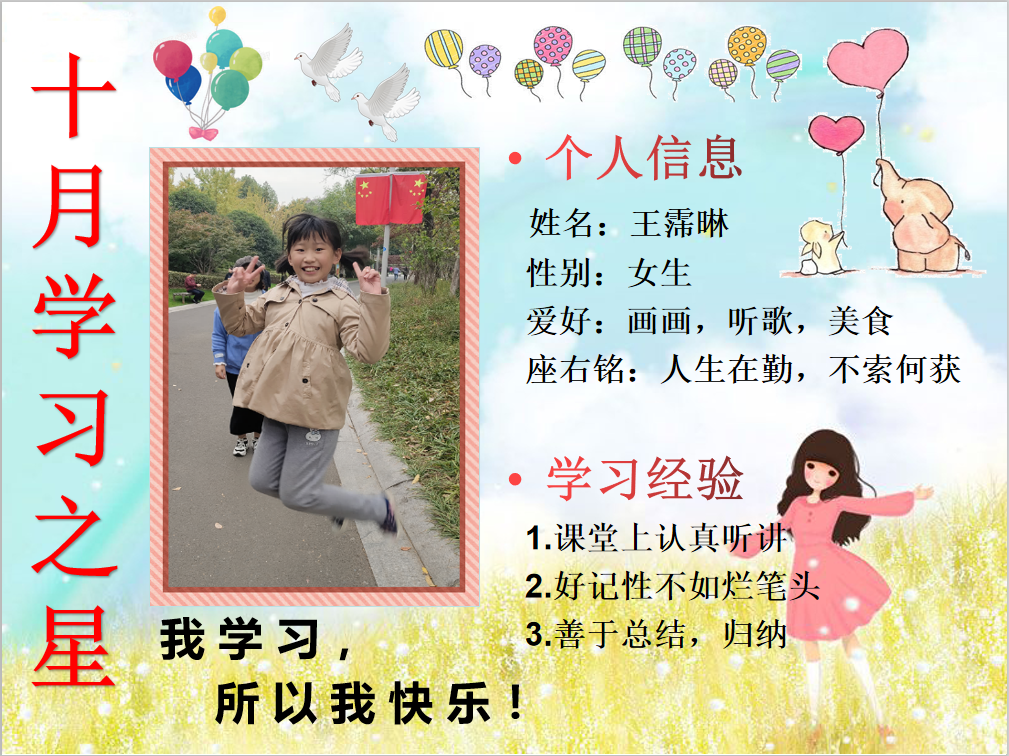 十月学习之星
个人信息
姓名：王霈晽
性别：女生
爱好：画画，听歌，美食
座右铭：人生在勤，不索何获
学习经验
1.课堂上认真听讲
2.好记性不如烂笔头
3.善于总结，归纳
我学习，
所以我快乐！